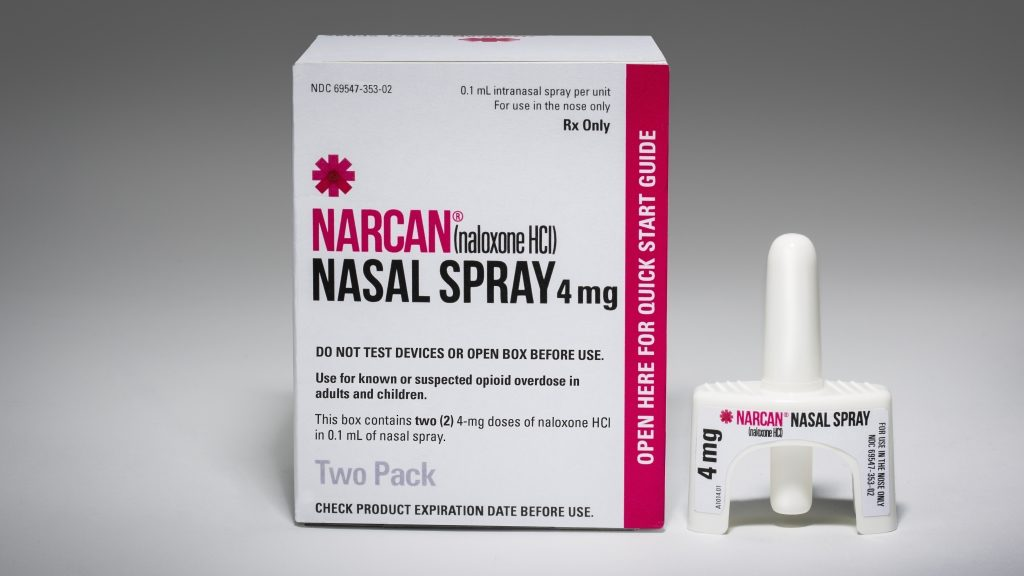 NDC 69547-353-02
0.1 mL intranasal spray per unit
For use in the nose only
Rx Only
NARCAN® (naloxone HCl)
NASAL SPRAY 4 mg
DO NOT TEST DEVICES OR OPEN BOX BEFORE USE.
Use for known or suspected opioid overdose in
adults and children.
This box contains two (2) 4-mg doses of naloxone HCl
in 0.1 mL of nasal spray.
Two Pack
CHECK PRODUCT EXPIRATION DATE BEFORE USE.
OPEN HERE FOR QUICK START GUIDE
NARCAN® NASAL SPRAY
(naloxone HCl)
4 mg
FOR USE IN THE NOSE ONLY
NDC 69547-353-02
A1014.01